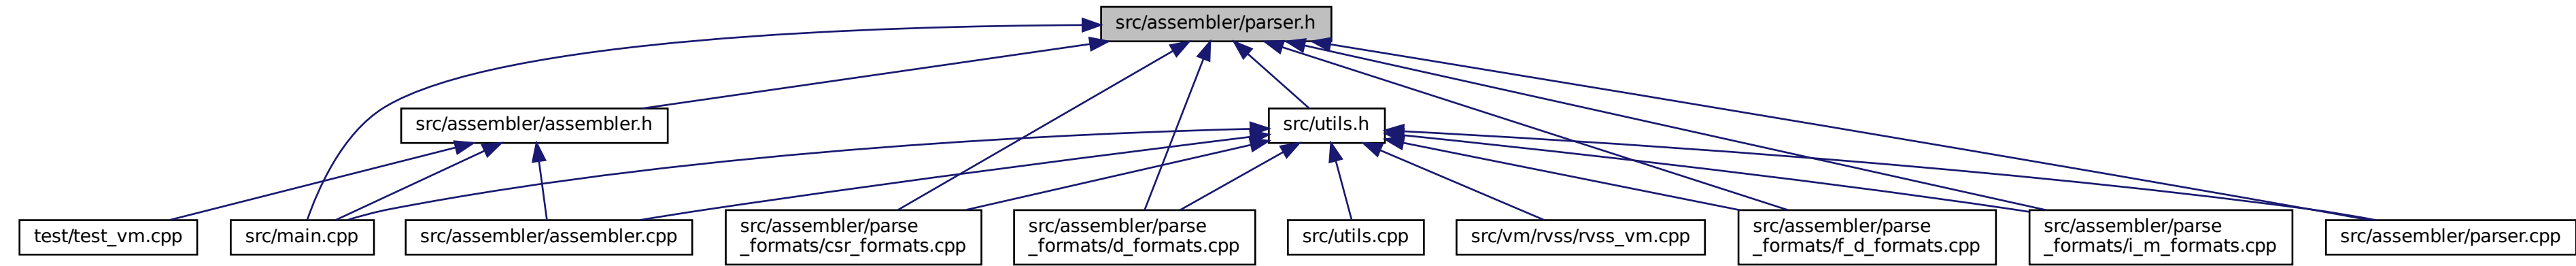 src/assembler/parser.h
src/assembler/assembler.h
src/utils.h
test/test_vm.cpp
src/main.cpp
src/assembler/assembler.cpp
src/assembler/parse
_formats/csr_formats.cpp
src/assembler/parse
_formats/d_formats.cpp
src/utils.cpp
src/vm/rvss/rvss_vm.cpp
src/assembler/parse
_formats/f_d_formats.cpp
src/assembler/parse
_formats/i_m_formats.cpp
src/assembler/parser.cpp